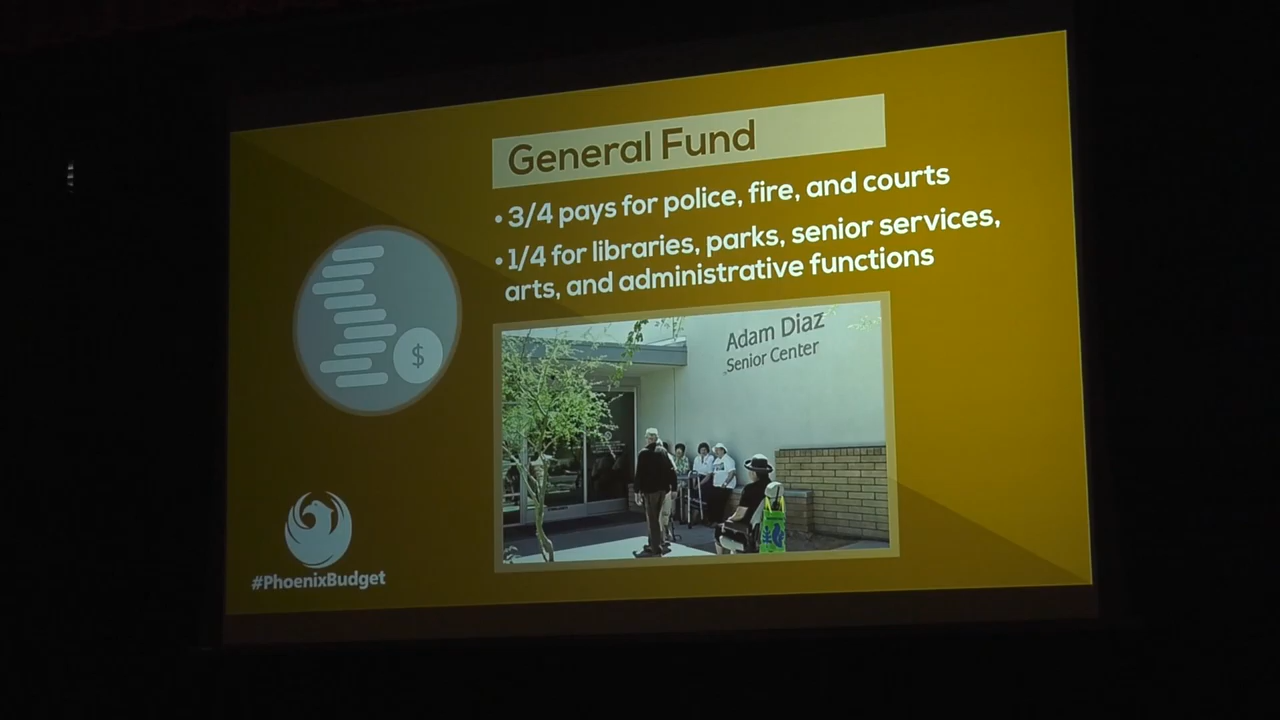 General Fund
• 3/4 pays for police, fire, and courts
• 1/4 for libraries, parks, senior services,
arts, and administrative functions
$
Adam Diaz
Senior Center
#PhoenixBudget